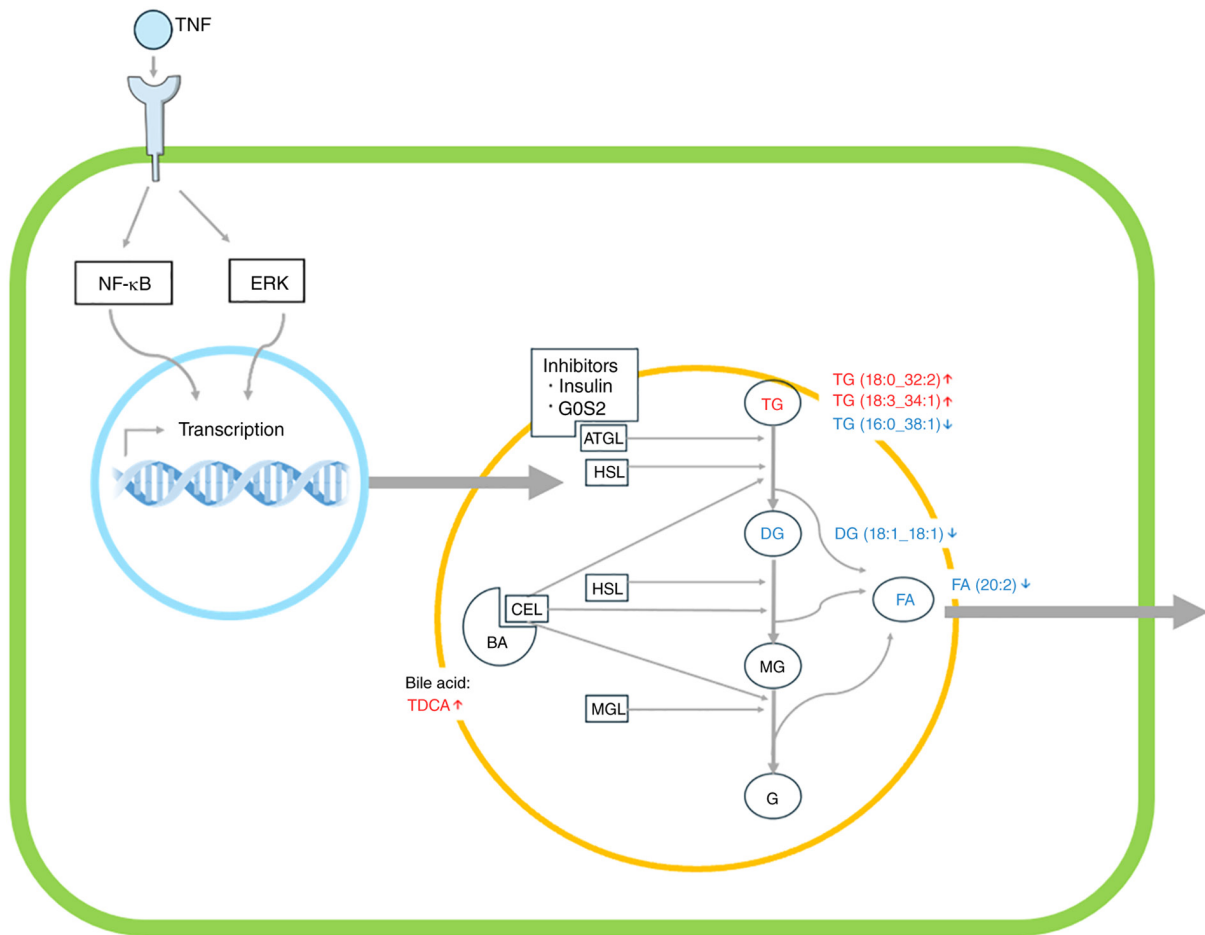 TNF
NF-κB
ERK
Transcription
Inhibitors
· Insulin
· G0S2
ATGL
HSL
TG
TG (18:0_32:2)↑
TG (18:3_34:1)↑
TG (16:0_38:1)↓
DG
DG (18:1_18:1)↓
HSL
CEL
BA
FA
FA (20:2)↓
MG
Bile acid:
TDCA↑
MGL
G